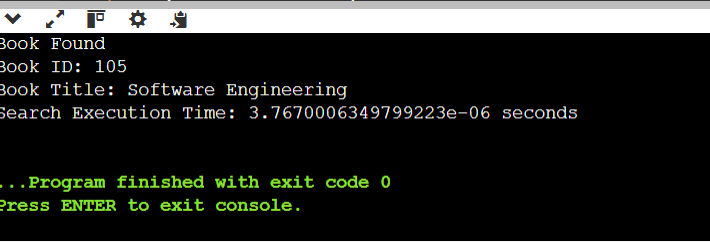 Book Found
Book ID: 105
Book Title: Software Engineering
Search Execution Time: 3.7670006349799223e-06 seconds
...Program finished with exit code 0
Press ENTER to exit console.